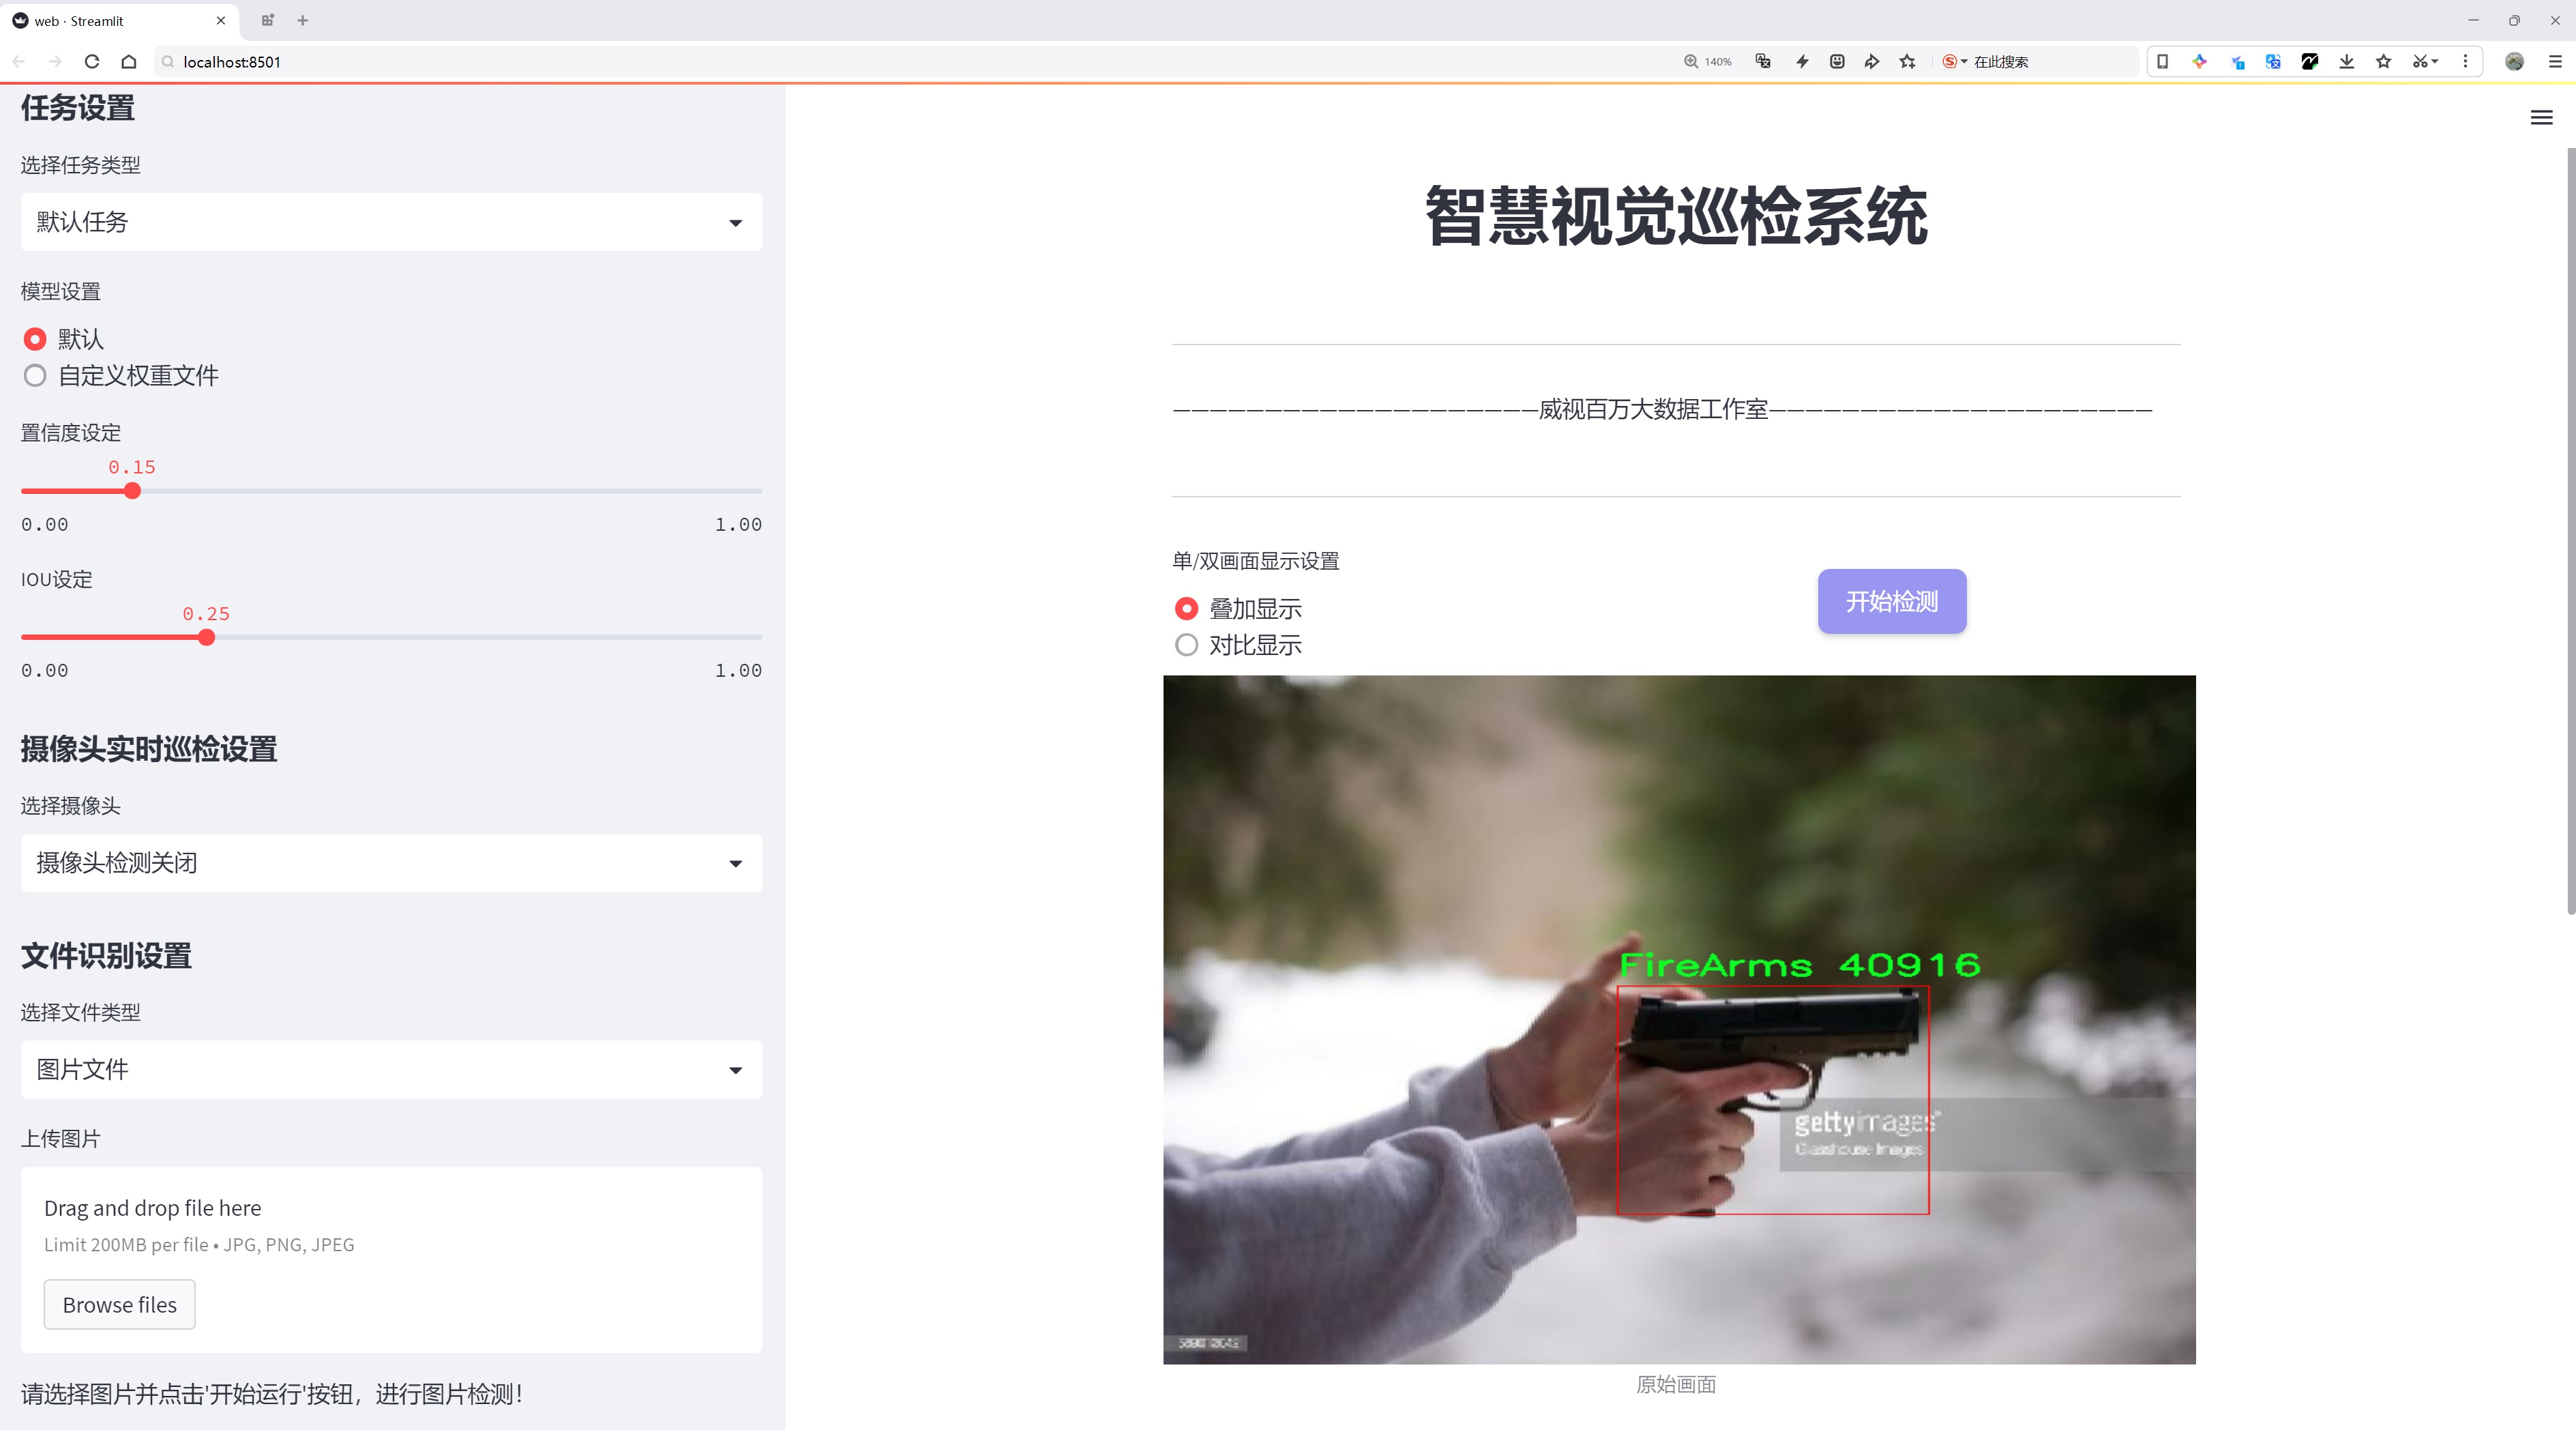 web · Streamlit
localhost:8501
140%
在此搜索
任务设置
选择任务类型
默认任务
模型设置
默认
自定义权重文件
置信度设定
0.15
0.00 1.00
IOU设定
0.25
0.00 1.00
摄像头实时巡检设置
选择摄像头
摄像头检测关闭
文件识别设置
选择文件类型
图片文件
上传图片
Drag and drop file here
Limit 200MB per file • JPG, PNG, JPEG
Browse files
请选择图片并点击'开始运行'按钮，进行图片检测！
智慧视觉巡检系统
————————————————————威视百万大数据工作室—————————————————————
单/双画面显示设置
叠加显示
对比显示
开始检测
FireArms 40916
gettyimages
Glasshouse Images
原始画面